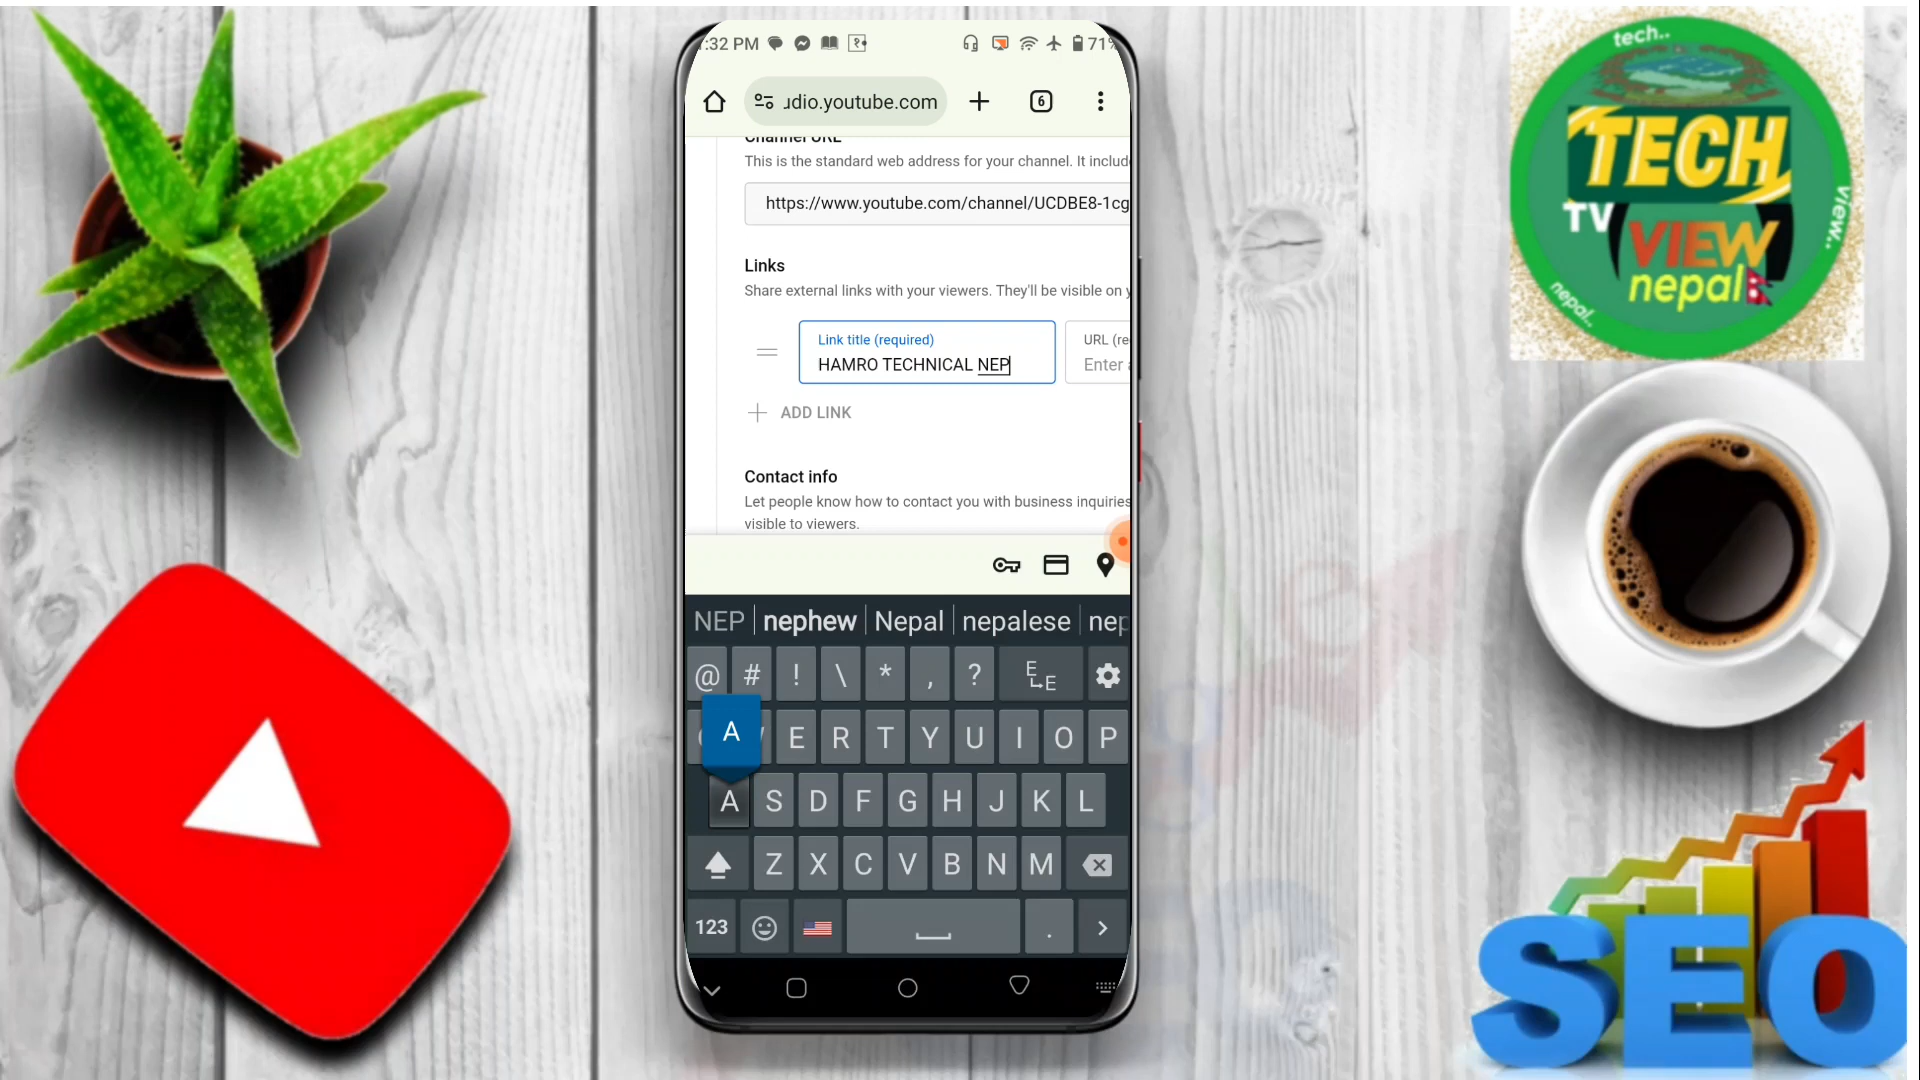 :32 PM
71%
6
udio.youtube.com
Channel URL
This is the standard web address for your channel. It includ
https://www.youtube.com/channel/UCDBE8-1cg
Links
Share external links with your viewers. They'll be visible on y
Link title (required)
HAMRO TECHNICAL NEP
URL (re
Enter a
ADD LINK
Contact info
Let people know how to contact you with business inquiries
visible to viewers.
NEP nephew Nepal nepalese nep
@ # ! \ * , ? E E
A E R T Y U I O P
A S D F G H J K L
Z X C V B N M
123 .
tech..
TECH
TV
VIEW
nepal
view..
nepal..
SEO